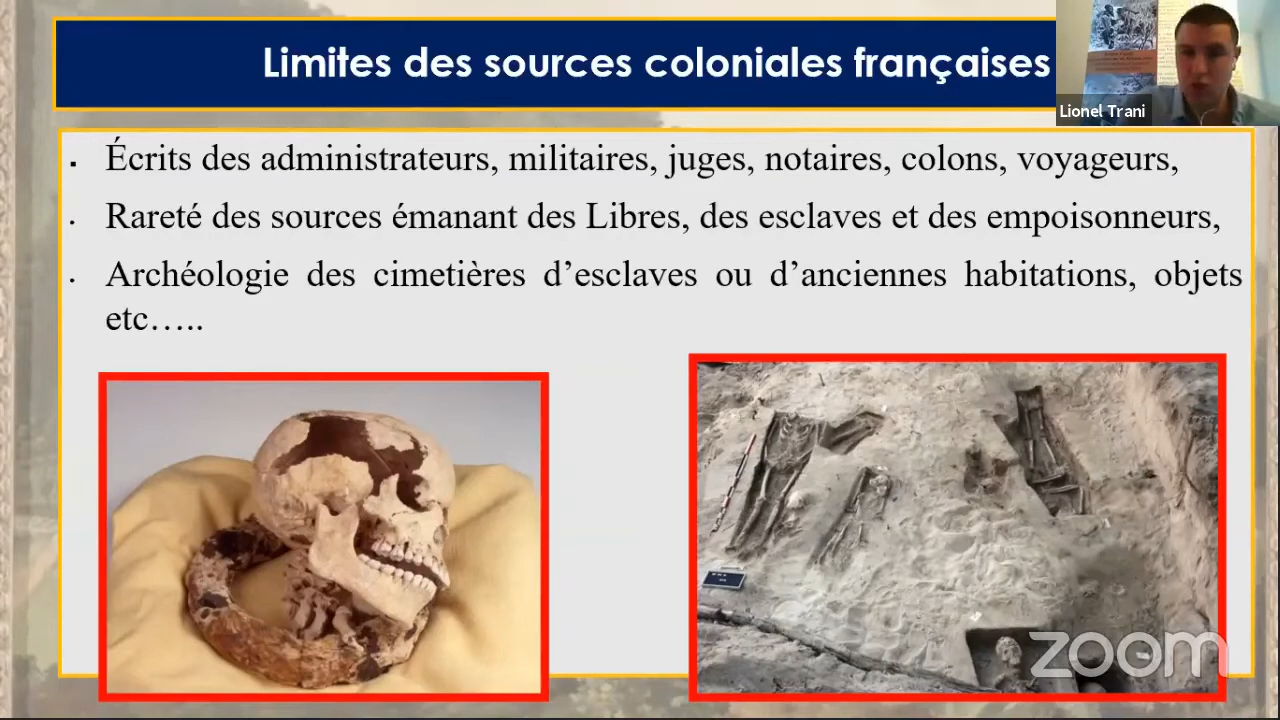 Limites des sources coloniales françaises
Lionel Trani
▪ Écrits des administrateurs, militaires, juges, notaires, colons, voyageurs,
• Rareté des sources émanant des Libres, des esclaves et des empoisonneurs,
• Archéologie des cimetières d’esclaves ou d’anciennes habitations, objets
etc…..
zoom